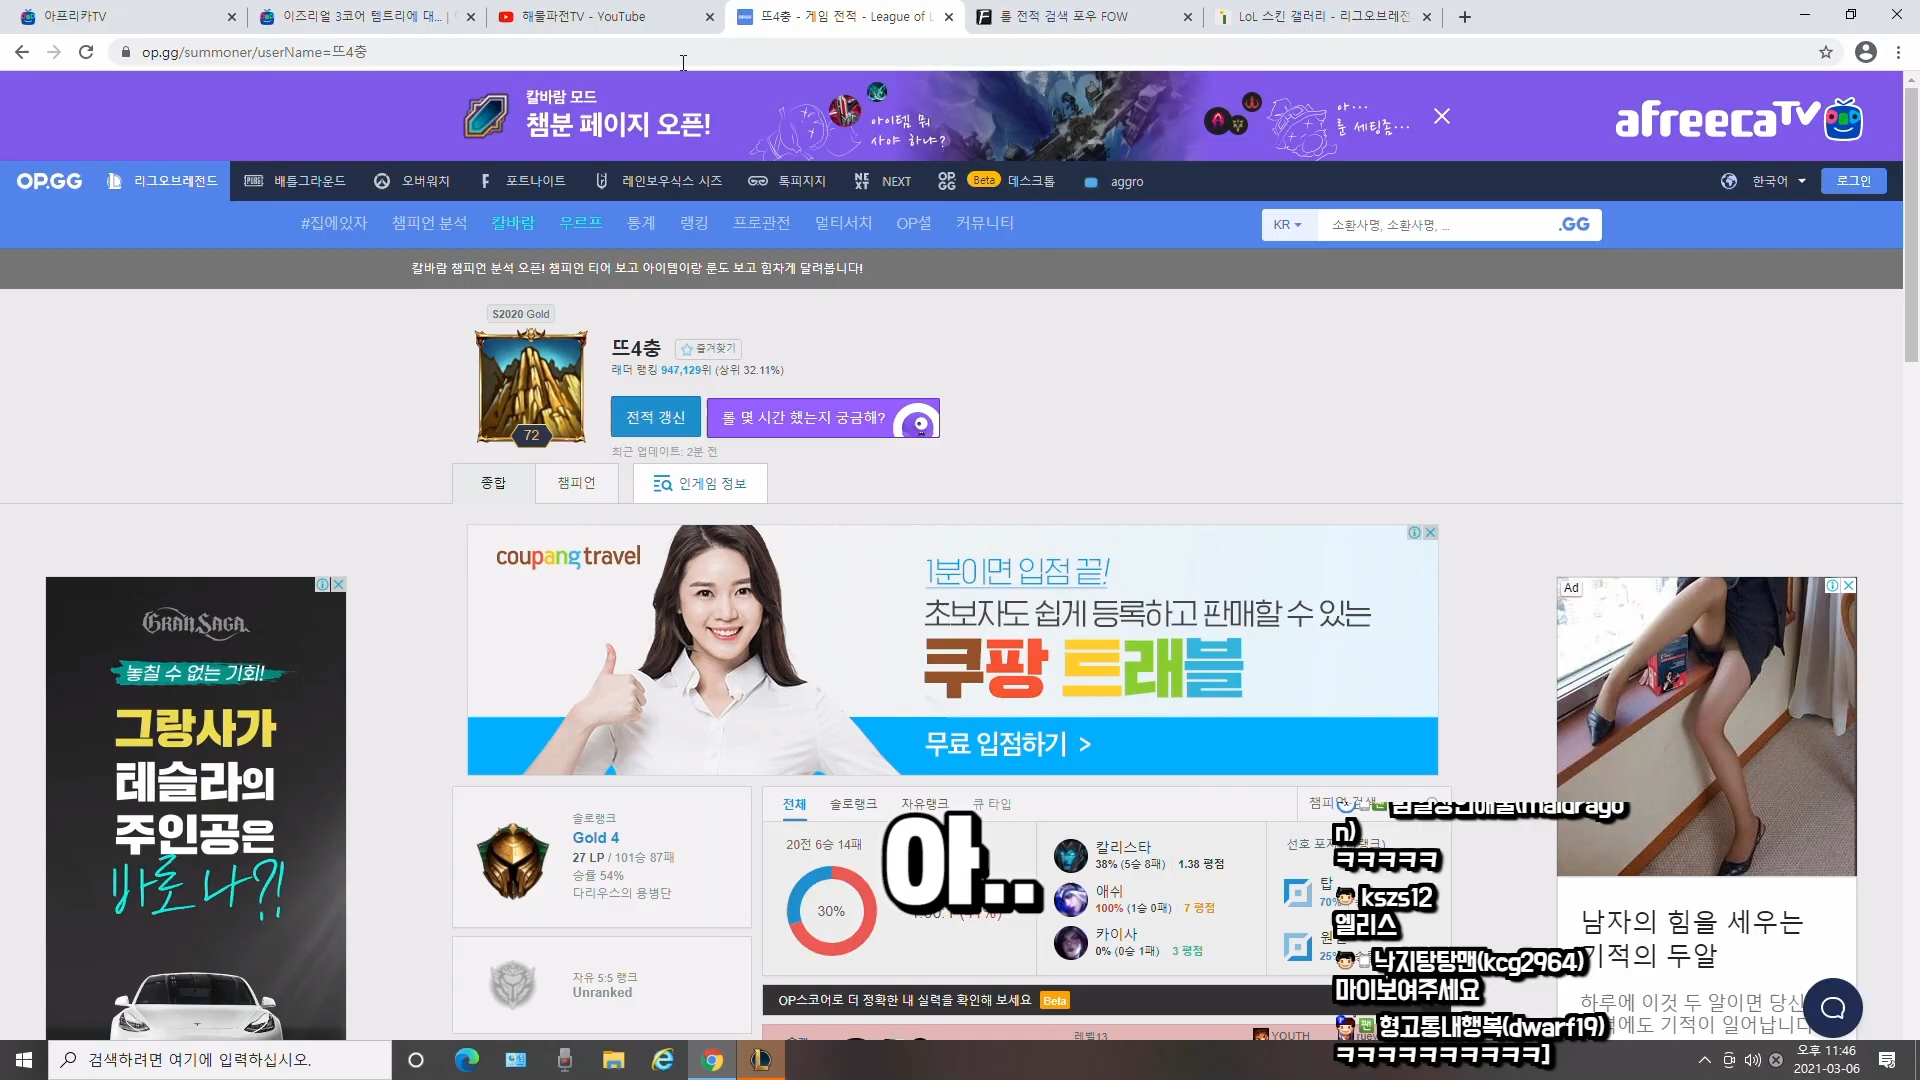 아프리카TV
이즈리얼 3코어 템트리에 대... |
해물파전TV - YouTube
뜨4충 - 게임 전적 - League of L
롤 전적 검색 포우 FOW
LoL 스킨 갤러리 - 리그오브레전
op.gg/summoner/userName=뜨4충
칼바람 모드
챔분 페이지 오픈!
아이템 뭐
사야 하냐?
아...
룬 세팅좀...
afreecaTV
OP.GG
리그오브레전드
PUBG
배틀그라운드
오버워치
포트나이트
레인보우식스 시즈
톡피지지
NE
XT
NEXT
OP.
GG
Beta
데스크톱
aggro
한국어
로그인
#집에있자
챔피언 분석
칼바람
우르프
통계
랭킹
프로관전
멀티서치
OP셜
커뮤니티
KR
소환사명, 소환사명, ...
.GG
칼바람 챔피언 분석 오픈! 챔피언 티어 보고 아이템이랑 룬도 보고 힘차게 달려봅니다!
S2020 Gold
72
뜨4충
즐겨찾기
래더 랭킹 947,129위 (상위 32.11%)
전적 갱신
롤 몇 시간 했는지 궁금해?
최근 업데이트: 2분 전
종합
챔피언
인게임 정보
coupang travel
1분이면 입점 끝!
초보자도 쉽게 등록하고 판매할 수 있는
쿠팡 트래블
무료 입점하기 >
GRANSAGA
놓칠 수 없는 기회!
그랑사가
테슬라의
주인공은
바로 나?!
Ad
남자의 힘을 세우는
기적의 두알
하루에 이것 두 알이면 당신
에도 기적이 일어납니다
솔로랭크
Gold 4
27 LP / 101승 87패
승률 54%
다리우스의 용병단
자유 5:5 랭크
Unranked
전체
솔로랭크
자유랭크
큐 타입
20전 6승 14패
30%
아..
칼리스타
38% (5승 8패)
1.38 평점
애쉬
100% (1승 0패)
7 평점
카이사
0% (0승 1패)
3 평점
탑
70%
25%
OP스코어로 더 정확한 내 실력을 확인해 보세요
Beta
레벨13
YOUTH
n)
ㅋㅋㅋㅋㅋ
kszs12
엘리스
낙지탕탕맨(kcg2964)
마이보여주세요
형고통내행복(dwarf19)
ㅋㅋㅋㅋㅋㅋㅋㅋㅋㅋ]
검색하려면 여기에 입력하십시오.
오후 11:46
2021-03-06